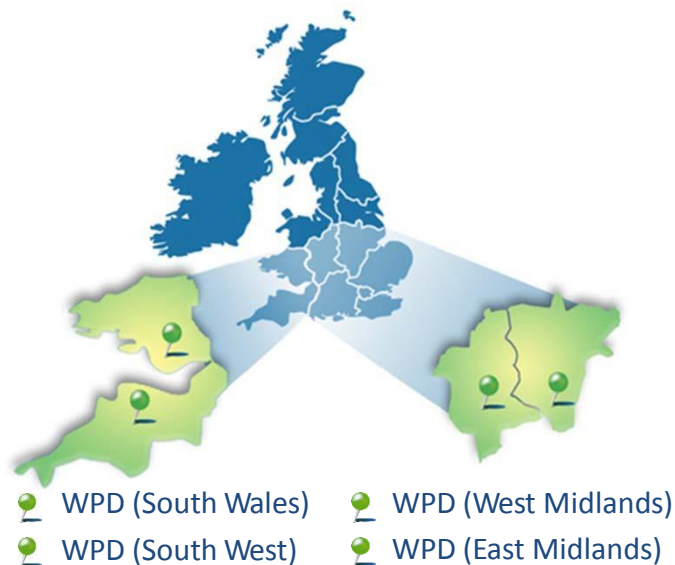 WPD (South Wales)
WPD (West Midlands)
WPD (South West)
WPD (East Midlands)